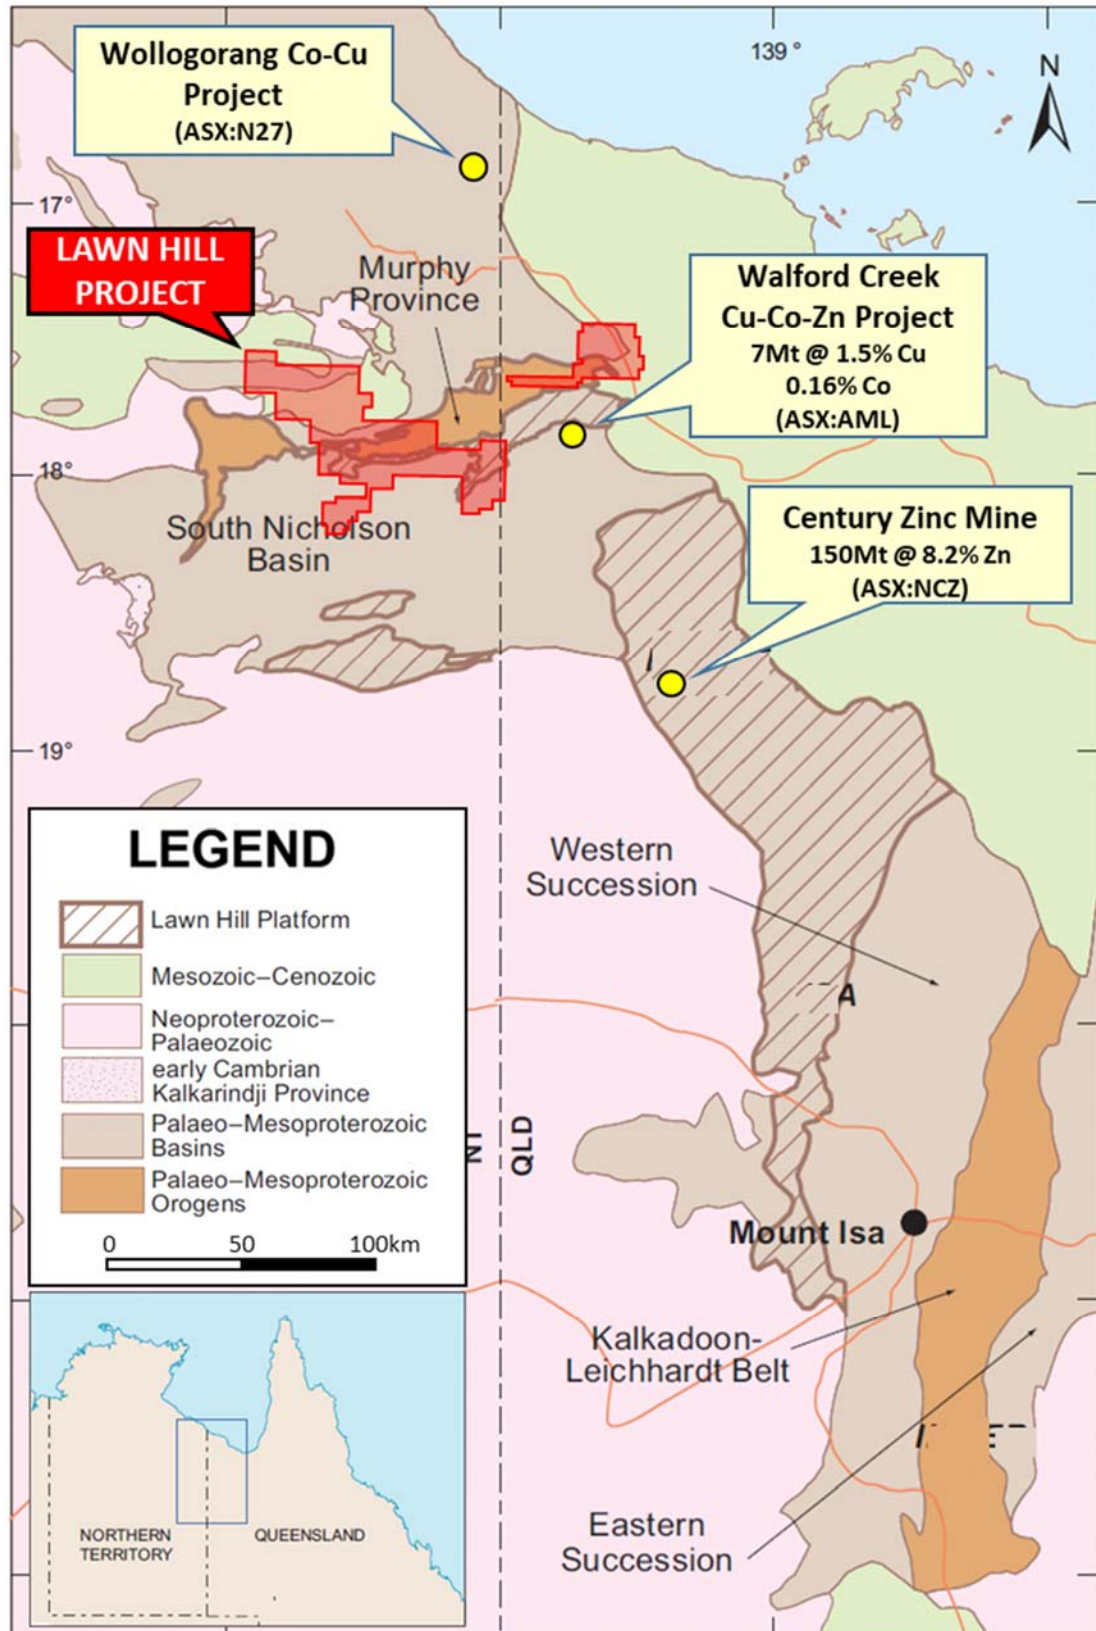 Wollogorang Co-Cu
Project
(ASX:N27)
139°
N
17°
LAWN HILL
PROJECT
Murphy
Province
Walford Creek
Cu-Co-Zn Project
7Mt @ 1.5% Cu
0.16% Co
(ASX:AML)
18°
South Nicholson
Basin
Century Zinc Mine
150Mt @ 8.2% Zn
(ASX:NCZ)
19°
Western
Succession
LEGEND
Lawn Hill Platform
Mesozoic–Cenozoic
Neoproterozoic–
Palaeozoic
early Cambrian
Kalkarindji Province
Palaeo–Mesoproterozoic
Basins
Palaeo–Mesoproterozoic
Orogens
0 50 100km
NT
QLD
Mount Isa
Kalkadoon-
Leichhardt Belt
Eastern
Succession
NORTHERN
TERRITORY
QUEENSLAND